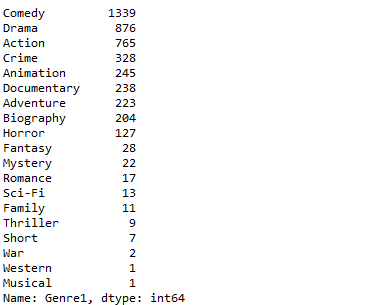 Comedy 1339
Drama 876
Action 765
Crime 328
Animation 245
Documentary 238
Adventure 223
Biography 204
Horror 127
Fantasy 28
Mystery 22
Romance 17
Sci-Fi 13
Family 11
Thriller 9
Short 7
War 2
Western 1
Musical 1
Name: Genre1, dtype: int64